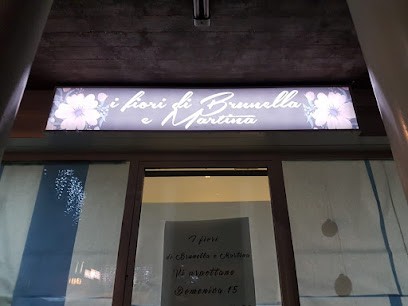 i fiori di Brunella
e Martina
I fiori
di Brunella e Martina
Vi aspettano
Domenica 15